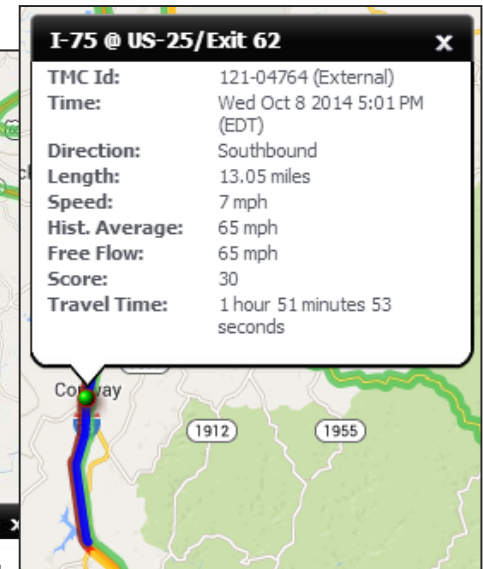 I-75 @ US-25/Exit 62 x
TMC Id: 121-04764 (External)
Time: Wed Oct 8 2014 5:01 PM
(EDT)
Direction: Southbound
Length: 13.05 miles
Speed: 7 mph
Hist. Average: 65 mph
Free Flow: 65 mph
Score: 30
Travel Time: 1 hour 51 minutes 53
seconds
1912
1955
x